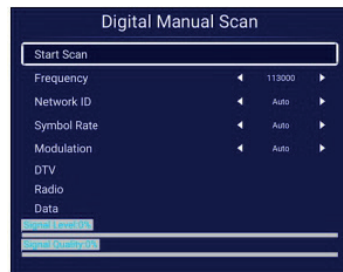 Digital Manual Scan
Start Scan
Frequency 113000
Network ID Auto
Symbol Rate Auto
Modulation Auto
DTV
Radio
Data
Signal Level:0%
Signal Quality:0%